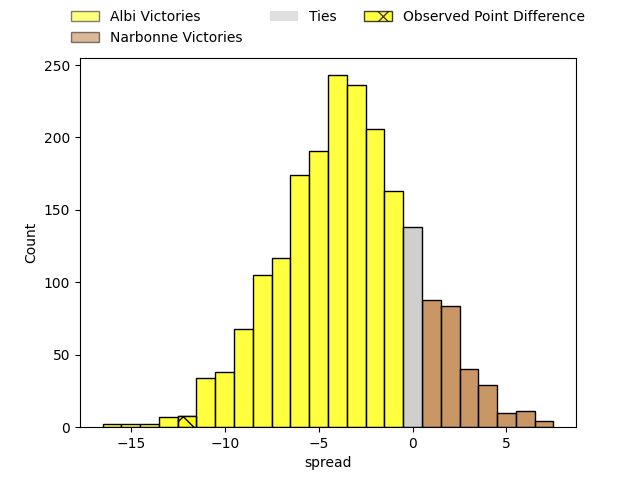 Albi Victories Ties Observed Point Difference
Narbonne Victories
250
200
150
100
50
0
Count
−15 −10 −5 0 5
spread